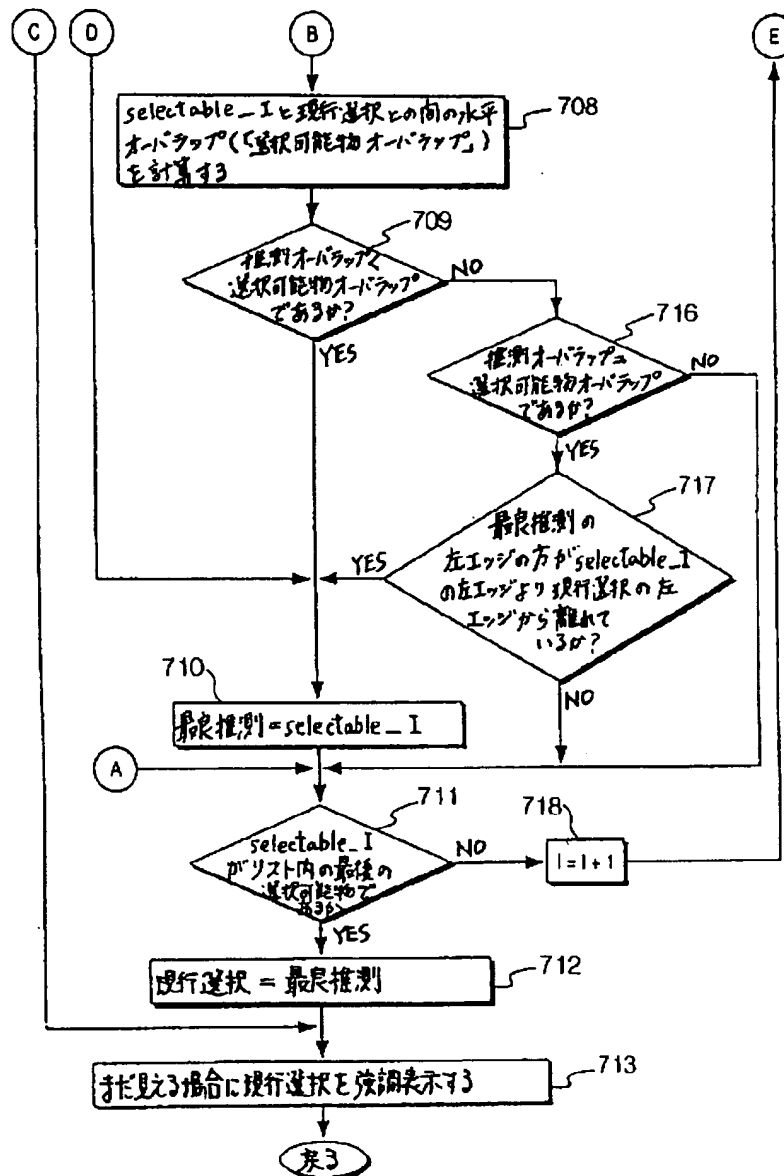 C
D
B
E
selectable_Iと現行選択との間の水平
オーバラップ(「選択可能物オーバラップ」)
を計算する
708
709
推測オーバラップ<
選択可能物オーバラップ
であるか?
NO
YES
716
推測オーバラップ=
選択可能物オーバラップ
であるか?
NO
YES
717
最良推測の
左エッジの方がselectable_I
の左エッジより現行選択の左
エッジから離れて
いるか?
YES
NO
710
最良推測=selectable_I
A
711
selectable_I
がリスト内の最後の
選択可能物で
あるか
NO
YES
718
I=I+1
現行選択 = 最良推測
712
まだ見える場合に現行選択を強調表示する
713
戻る